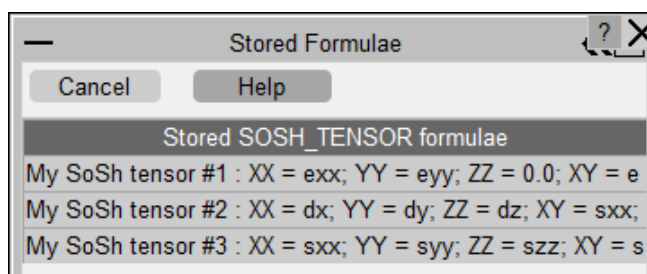 Stored Formulae ?
Cancel Help
Stored SOSH_TENSOR formulae
My SoSh tensor #1 : XX = exx; YY = eyy; ZZ = 0.0; XY = e
My SoSh tensor #2 : XX = dx; YY = dy; ZZ = dz; XY = sxx;
My SoSh tensor #3 : XX = sxx; YY = syy; ZZ = szz; XY = s